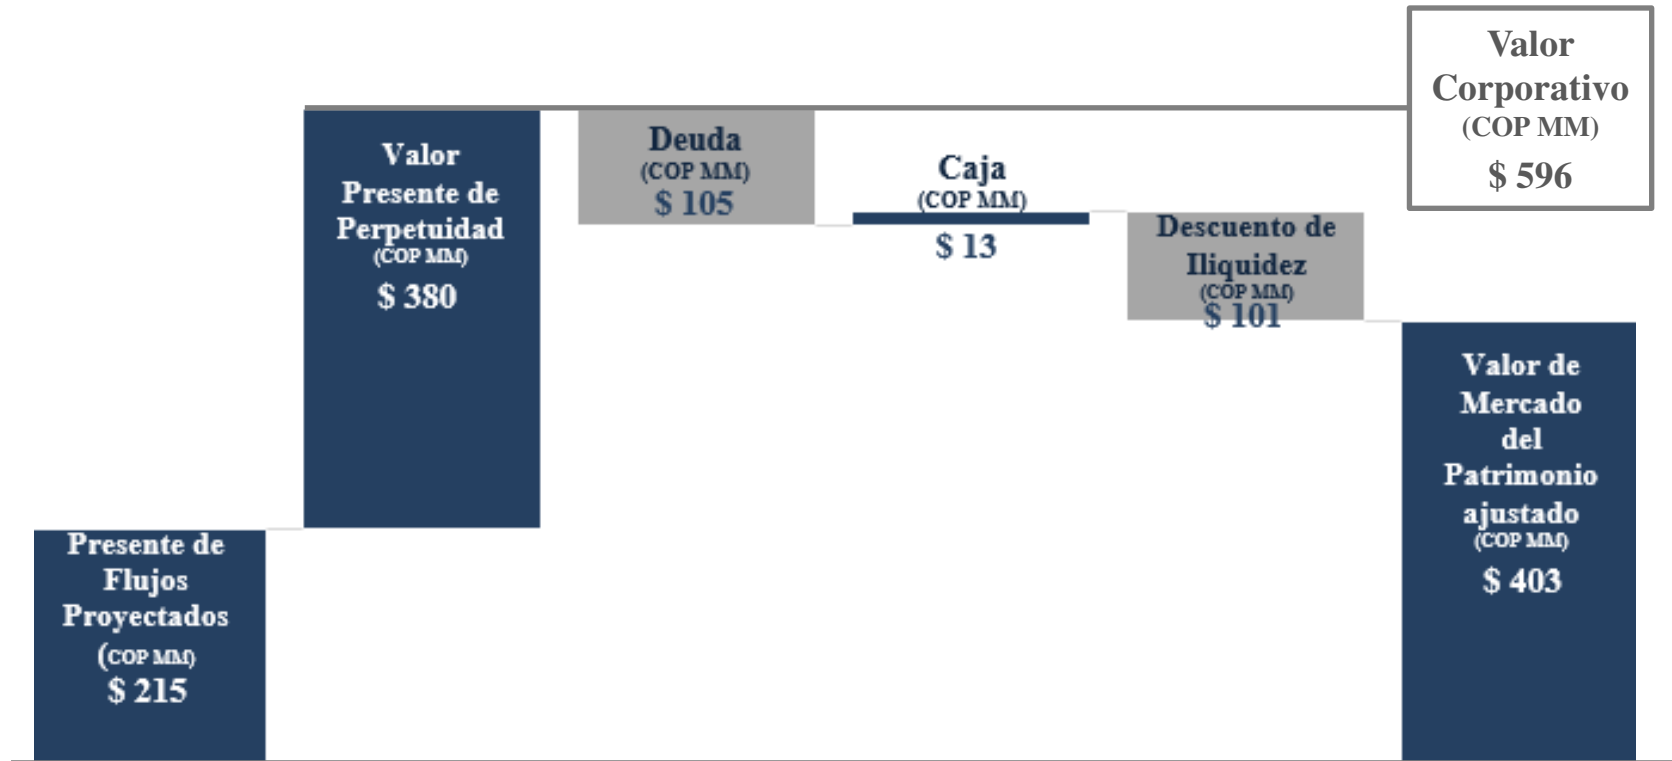 Presente de
Flujos
Proyectados
(COP MM)
$ 215
Valor
Presente de
Perpetuidad
(COP MM)
$ 380
Deuda
(COP MM)
$ 105
Caja
(COP MM)
$ 13
Descuento de
Iliquidez
(COP MM)
$ 101
Valor
Corporativo
(COP MM)
$ 596
Valor de
Mercado
del
Patrimonio
ajustado
(COP MM)
$ 403